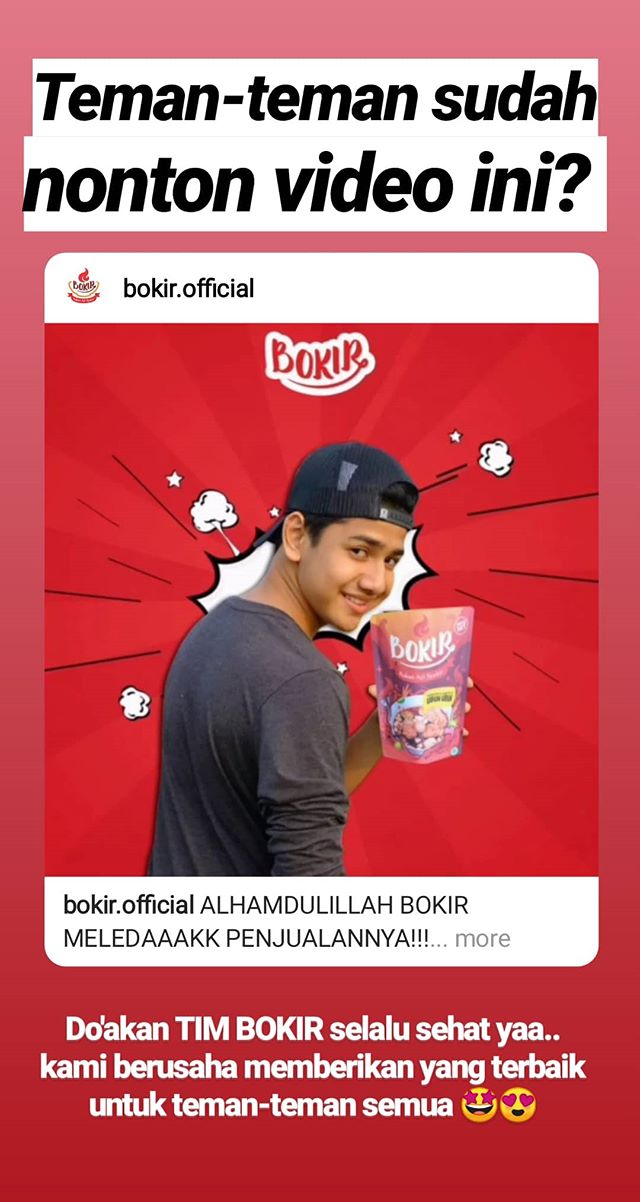 Teman-teman sudah
nonton video ini?
BOKIR
bokir.official
BOKIR
BOKIR
bokir.official ALHAMDULILLAH BOKIR
MELEDAAAKK PENJUALANNYA!!!... more
Do'akan TIM BOKIR selalu sehat yaa..
kami berusaha memberikan yang terbaik
untuk teman-teman semua 🤩😍